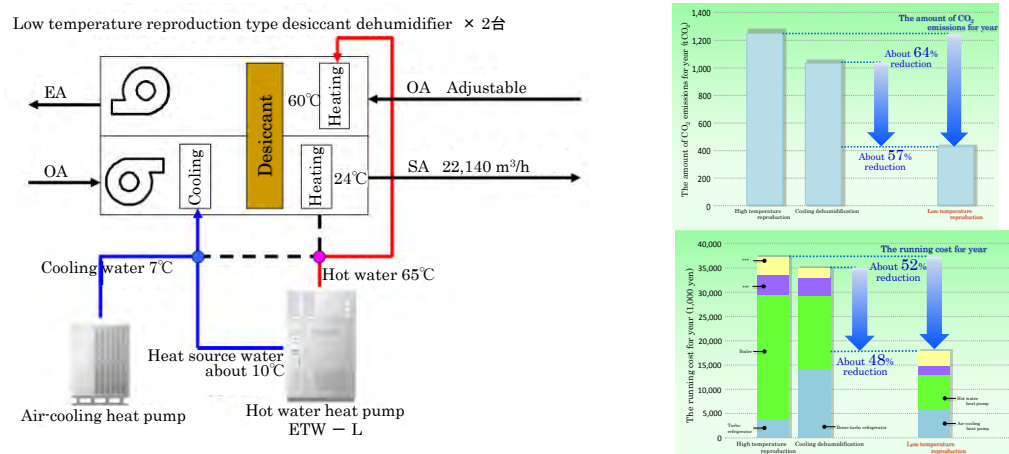 Low temperature reproduction type desiccant dehumidifier × 2台
EA
OA
60℃
Heating
OA Adjustable
Desiccant
Cooling
Heating
24℃
SA 22,140 m³/h
Cooling water 7℃
Hot water 65℃
Heat source water
about 10℃
Air-cooling heat pump
Hot water heat pump
ETW － L
The amount of CO₂ emissions for year (tCO₂)
1,400
1,200
1,000
800
600
400
200
0
The amount of CO₂
emissions for year
About 64%
reduction
About 57%
reduction
High temperature
reproduction
Cooling dehumidification
Low temperature
reproduction
The running cost for year (1,000 yen)
40,000
35,000
30,000
25,000
20,000
15,000
10,000
5,000
0
The running cost for year
About 52%
reduction
About 48%
reduction
Boiler
Turbo
refrigerator
Hot water
heat pump
Air-cooling
heat pump
High temperature
reproduction
Cooling dehumidification
Low temperature
reproduction